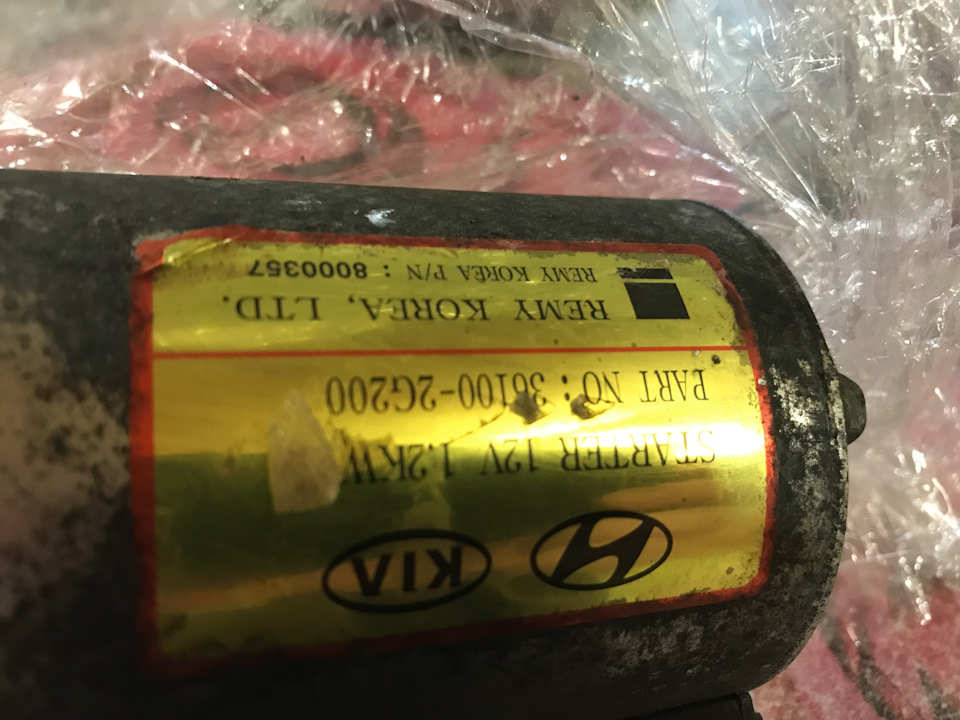 KIA
STARTER 12V 1.2KW
PART NO : 36100-2G200
REMY KOREA, LTD.
REMY KOREA P/N : 8000357